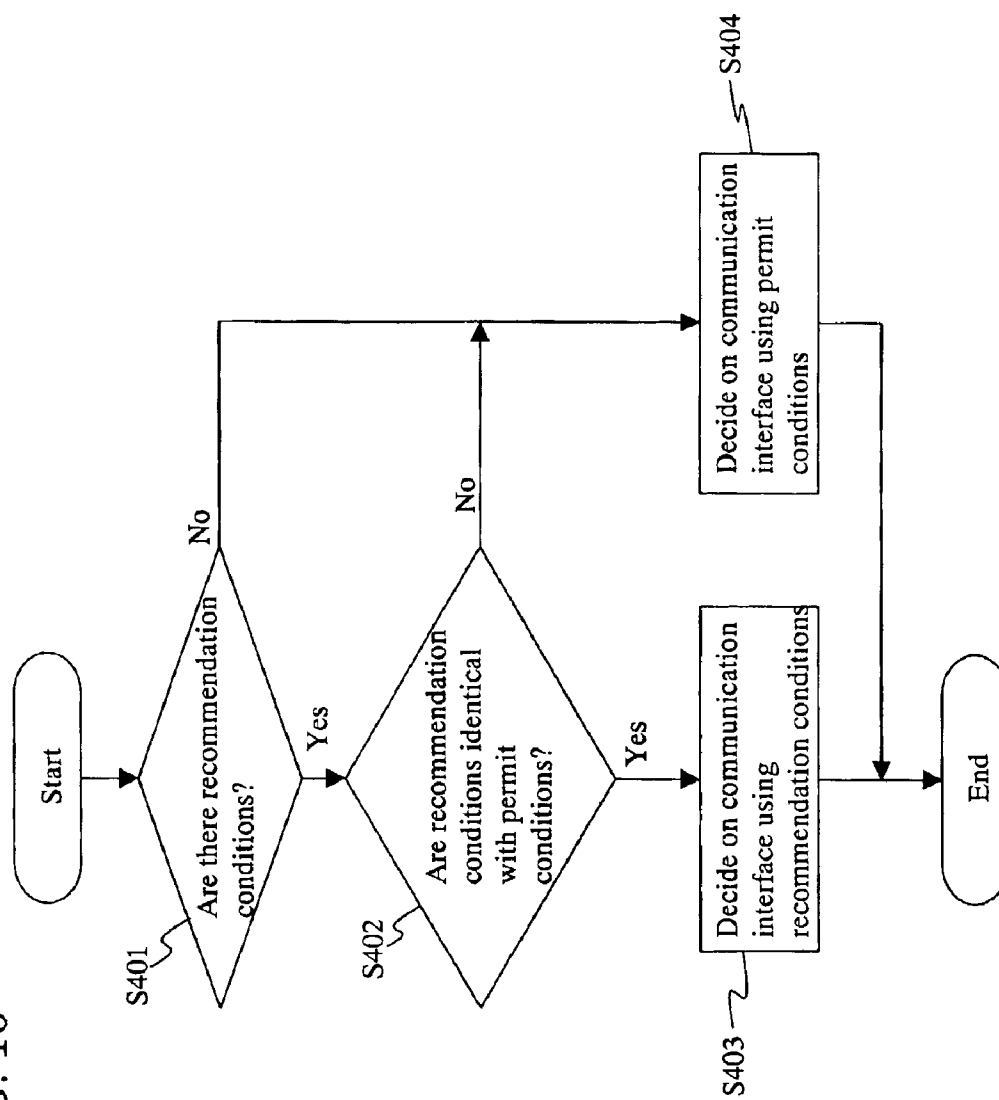 Start
Are there recommendation
conditions?
S401
No
Yes
Are recommendation
conditions identical
with permit
conditions?
S402
No
Yes
Decide on communication
interface using
recommendation conditions
S403
Decide on communication
interface using permit
conditions
S404
End